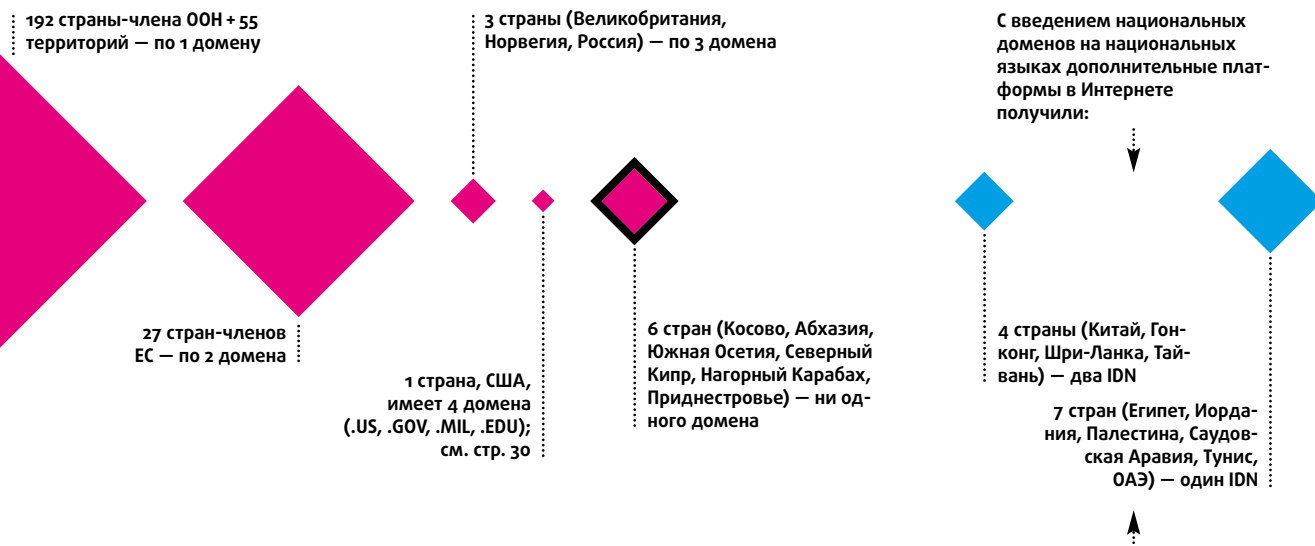 192 страны-члена ООН + 55
территорий — по 1 домену
3 страны (Великобритания,
Норвегия, Россия) — по 3 домена
С введением национальных
доменов на национальных
языках дополнительные плат-
формы в Интернете
получили:
27 стран-членов
ЕС — по 2 домена
1 страна, США,
имеет 4 домена
(.US, .GOV, .MIL, .EDU);
см. стр. 30
6 стран (Косово, Абхазия,
Южная Осетия, Северный
Кипр, Нагорный Карабах,
Приднестровье) — ни од-
ного домена
4 страны (Китай, Гон-
конг, Шри-Ланка, Тай-
вань) — два IDN
7 стран (Египет, Иорда-
ния, Палестина, Саудов-
ская Аравия, Тунис,
ОАЭ) — один IDN